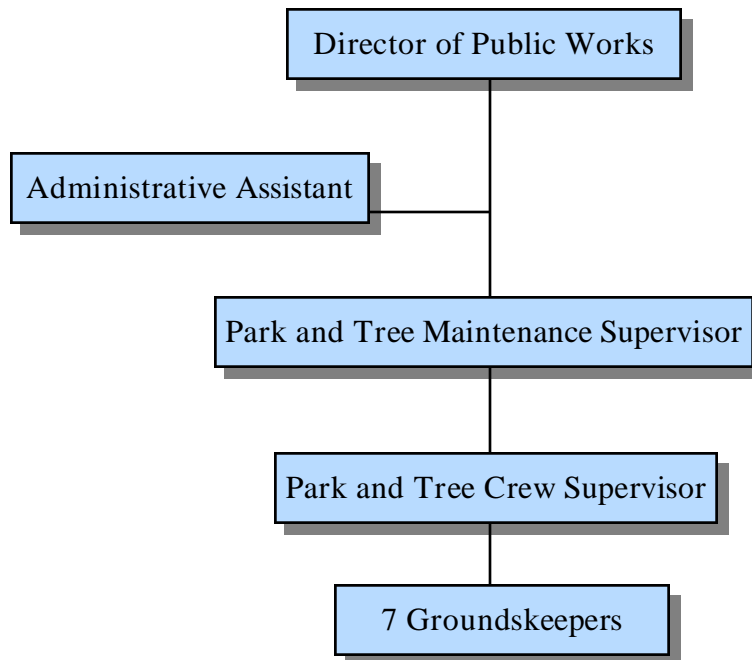 Director of Public Works
Administrative Assistant
Park and Tree Maintenance Supervisor
Park and Tree Crew Supervisor
7 Groundskeepers